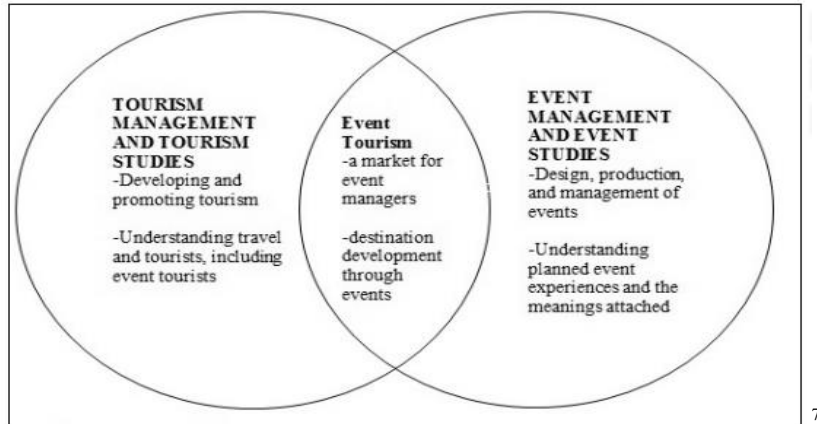 TOURISM
MANAGEMENT
AND TOURISM
STUDIES
-Developing and
promoting tourism
-Understanding travel
and tourists, including
event tourists
Event
Tourism
-a market for
event
managers
-destination
development
through
events
EVENT
MANAGEMENT
AND EVENT
STUDIES
-Design, production,
and management of
events
-Understanding
planned event
experiences and the
meanings attached
7